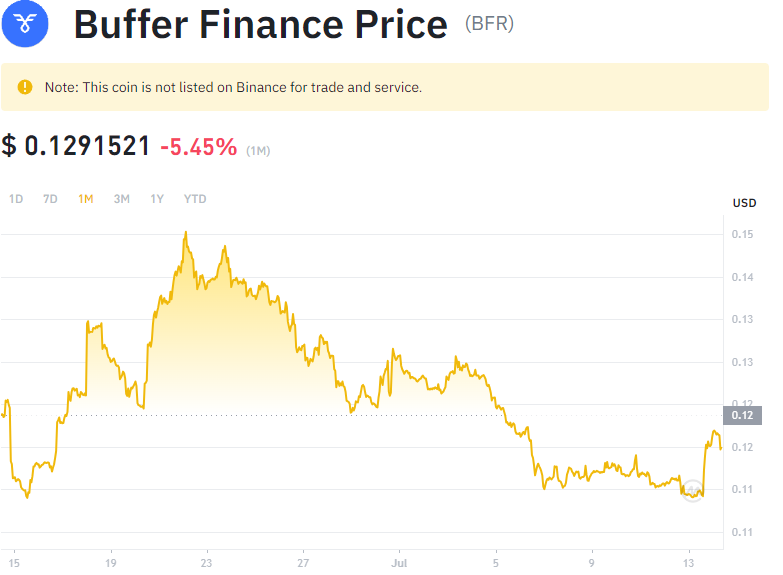 Buffer Finance Price (BFR)
Note: This coin is not listed on Binance for trade and service.
$ 0.1291521 -5.45% (1M)
1D 7D 1M 3M 1Y YTD
USD
0.15
0.14
0.13
0.13
0.12
0.12
0.12
0.11
0.11
15 19 23 27 Jul 5 9 13